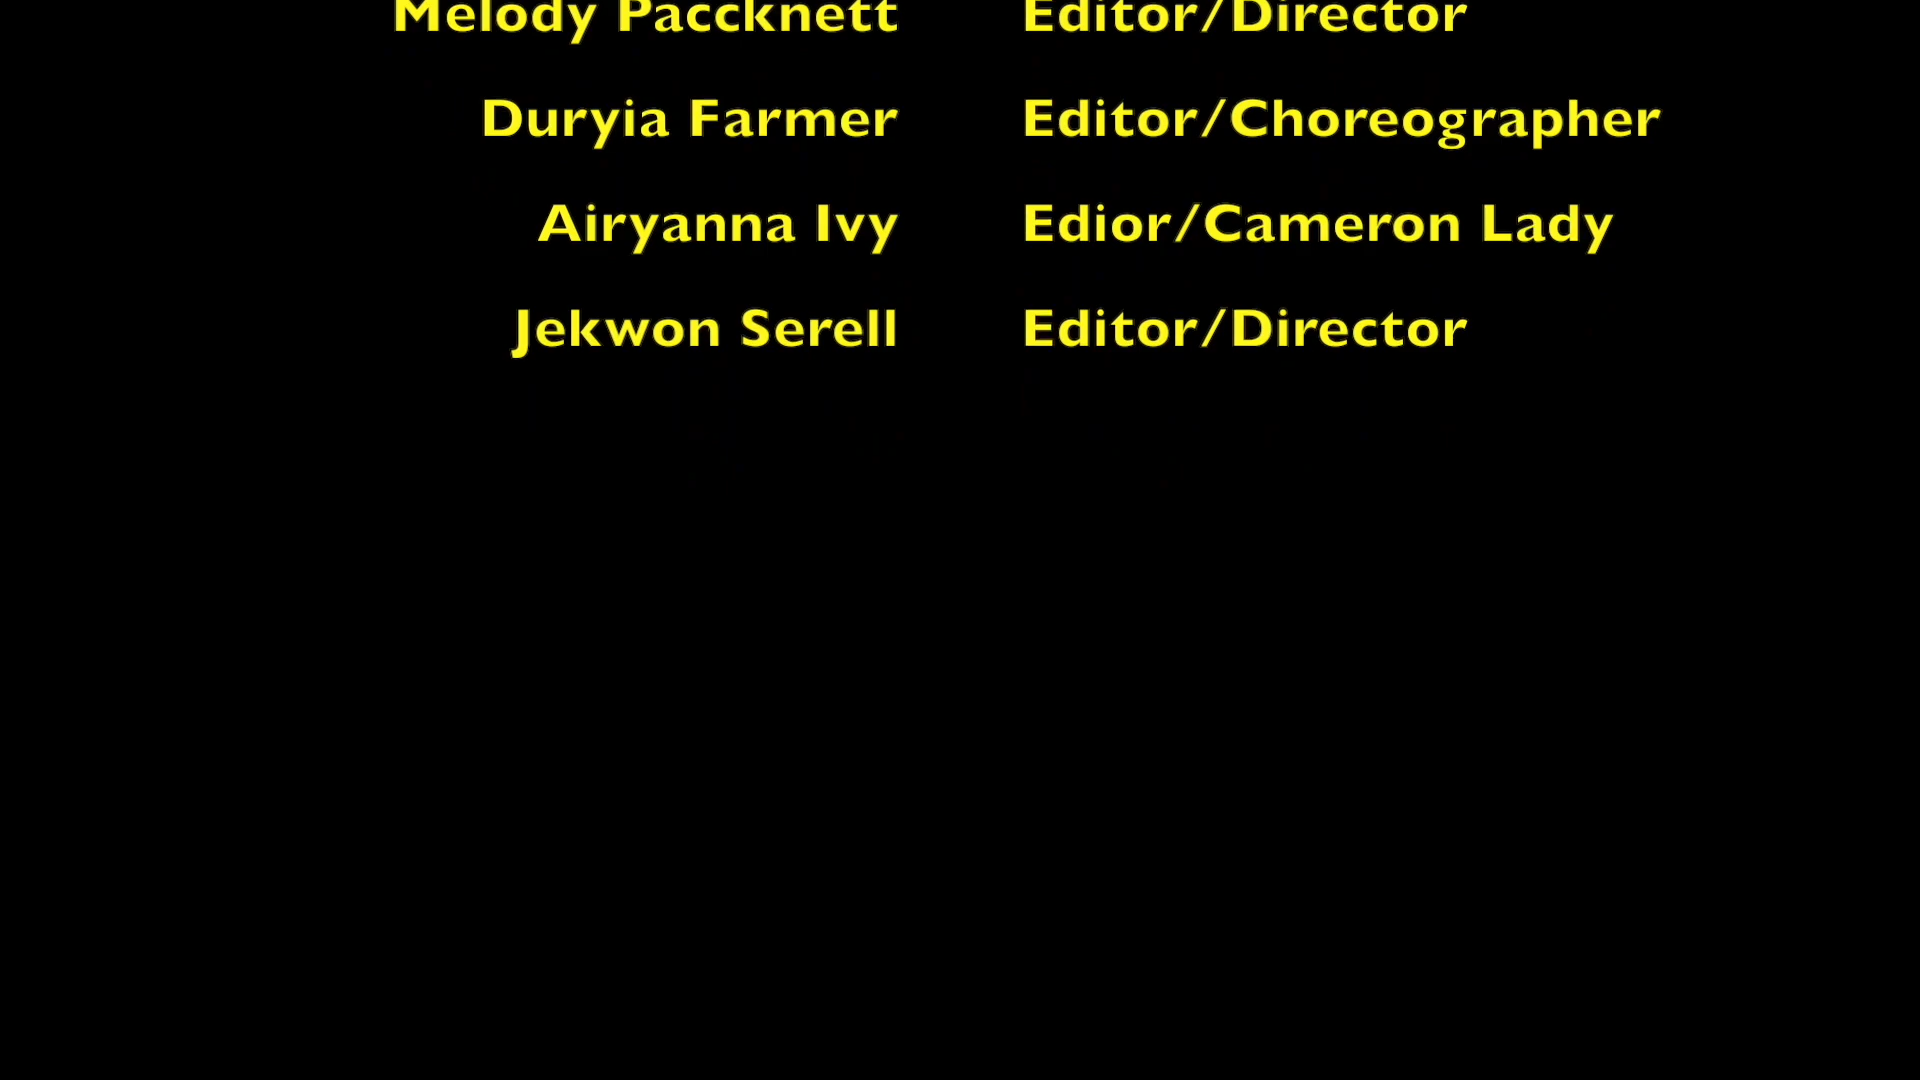 Melody Paccknett Editor/Director
Duryia Farmer Editor/Choreographer
Airyanna Ivy Edior/Cameron Lady
Jekwon Serell Editor/Director